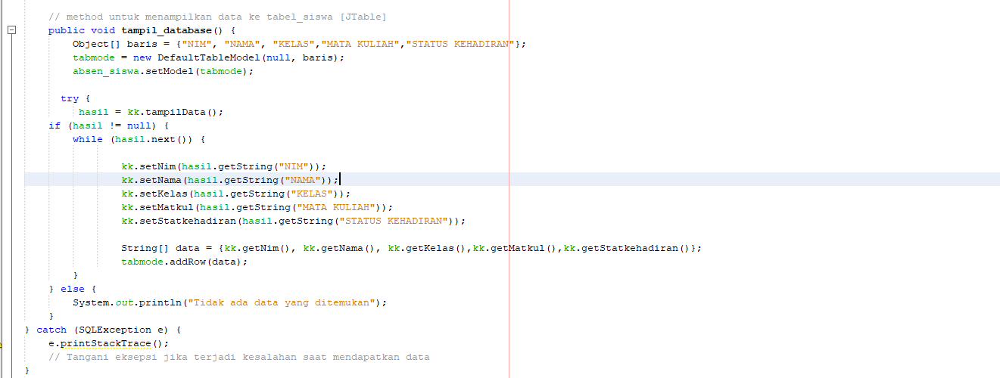 // method untuk menampilkan data ke tabel_siswa [JTable]
public void tampil_database() {
Object[] baris = {"NIM", "NAMA", "KELAS","MATA KULIAH","STATUS KEHADIRAN"};
tabmode = new DefaultTableModel(null, baris);
absen_siswa.setModel(tabmode);
try {
hasil = kk.tampilData();
if (hasil != null) {
while (hasil.next()) {
kk.setNim(hasil.getString("NIM"));
kk.setNama(hasil.getString("NAMA"));
kk.setKelas(hasil.getString("KELAS"));
kk.setMatkul(hasil.getString("MATA KULIAH"));
kk.setStatkehadiran(hasil.getString("STATUS KEHADIRAN"));
String[] data = {kk.getNim(), kk.getNama(), kk.getKelas(),kk.getMatkul(),kk.getStatkehadiran()};
tabmode.addRow(data);
}
} else {
System.out.println("Tidak ada data yang ditemukan");
}
} catch (SQLException e) {
e.printStackTrace();
// Tangani eksepsi jika terjadi kesalahan saat mendapatkan data
}